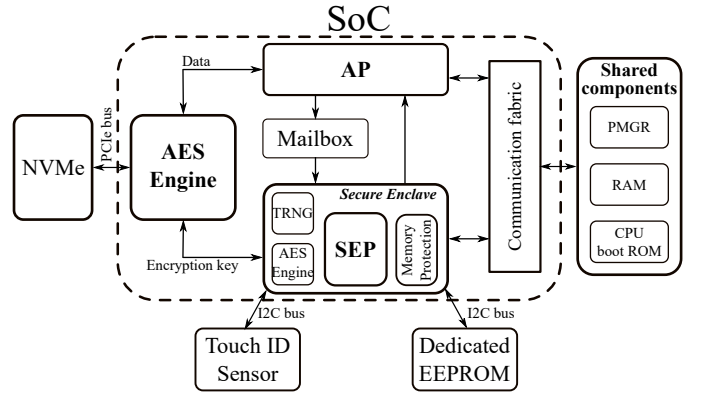 SoC
Data
AP
Shared
components
PCIe bus
Mailbox
Communication fabric
PMGR
NVMe
AES
Engine
Secure Enclave
TRNG
RAM
SEP
Memory
Protection
AES
Engine
Encryption key
CPU
boot ROM
I2C bus
I2C bus
Touch ID
Sensor
Dedicated
EEPROM